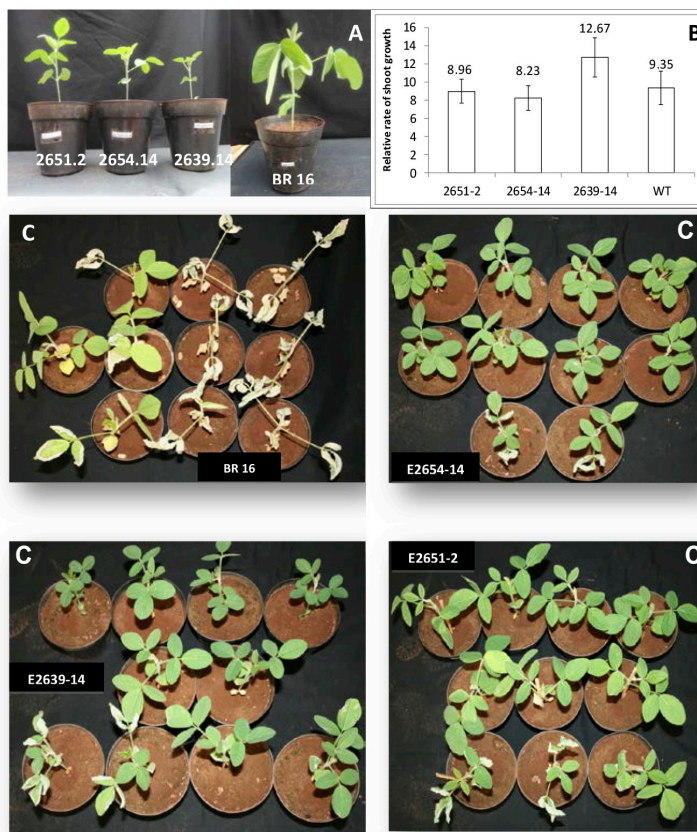 A
2651.2 2654.14 2639.14
BR 16
B
Relative rate of shoot growth
16
14
12
10
8
6
4
2
0
8.96
8.23
12.67
9.35
2651-2 2654-14 2639-14 WT
C
BR 16
C
E2654-14
C
E2639-14
C
E2651-2